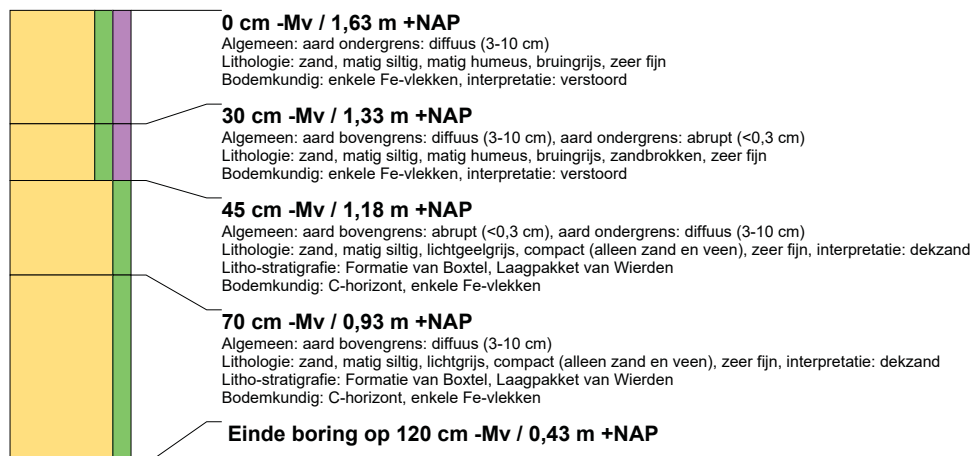 0 cm -Mv / 1,63 m +NAP
Algemeen: aard ondergrens: diffuus (3-10 cm)
Lithologie: zand, matig siltig, matig humeus, bruingrijs, zeer fijn
Bodemkundig: enkele Fe-vlekken, interpretatie: verstoord
30 cm -Mv / 1,33 m +NAP
Algemeen: aard bovengrens: diffuus (3-10 cm), aard ondergrens: abrupt (<0,3 cm)
Lithologie: zand, matig siltig, matig humeus, bruingrijs, zandbrokken, zeer fijn
Bodemkundig: enkele Fe-vlekken, interpretatie: verstoord
45 cm -Mv / 1,18 m +NAP
Algemeen: aard bovengrens: abrupt (<0,3 cm), aard ondergrens: diffuus (3-10 cm)
Lithologie: zand, matig siltig, lichtgeelgrijs, compact (alleen zand en veen), zeer fijn, interpretatie: dekzand
Litho-stratigrafie: Formatie van Boxtel, Laagpakket van Wierden
Bodemkundig: C-horizont, enkele Fe-vlekken
70 cm -Mv / 0,93 m +NAP
Algemeen: aard bovengrens: diffuus (3-10 cm)
Lithologie: zand, matig siltig, lichtgrijs, compact (alleen zand en veen), zeer fijn, interpretatie: dekzand
Litho-stratigrafie: Formatie van Boxtel, Laagpakket van Wierden
Bodemkundig: C-horizont, enkele Fe-vlekken
Einde boring op 120 cm -Mv / 0,43 m +NAP